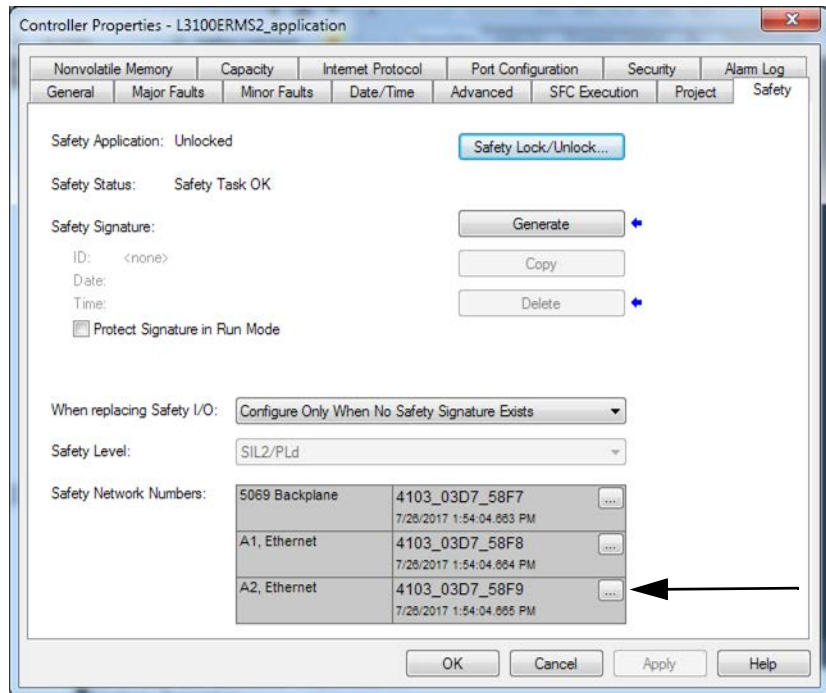 Controller Properties - L3100ERMS2_application
Nonvolatile Memory Capacity Internet Protocol Port Configuration Security Alarm Log
General Major Faults Minor Faults Date/Time Advanced SFC Execution Project Safety
Safety Application: Unlocked Safety Lock/Unlock...
Safety Status: Safety Task OK
Safety Signature: Generate
ID: <none> Copy
Date:
Time: Delete
Protect Signature in Run Mode
When replacing Safety I/O: Configure Only When No Safety Signature Exists
Safety Level: SIL2/PLd
Safety Network Numbers: 5069 Backplane 4103_03D7_58F7 ...
7/26/2017 1:54:04.663 PM
A1, Ethernet 4103_03D7_58F8 ...
7/26/2017 1:54:04.664 PM
A2, Ethernet 4103_03D7_58F9 ...
7/26/2017 1:54:04.665 PM
OK Cancel Apply Help